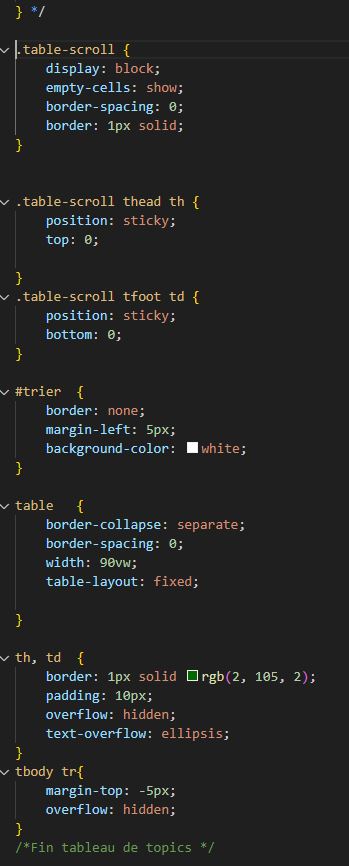 } */
.table-scroll {
display: block;
empty-cells: show;
border-spacing: 0;
border: 1px solid;
}
.table-scroll thead th {
position: sticky;
top: 0;
}
.table-scroll tfoot td {
position: sticky;
bottom: 0;
}
#trier  {
border: none;
margin-left: 5px;
background-color: white;
}
table   {
border-collapse: separate;
border-spacing: 0;
width: 90vw;
table-layout: fixed;
}
th, td  {
border: 1px solid rgb(2, 105, 2);
padding: 10px;
overflow: hidden;
text-overflow: ellipsis;
}
tbody tr{
margin-top: -5px;
overflow: hidden;
}
/*Fin tableau de topics */